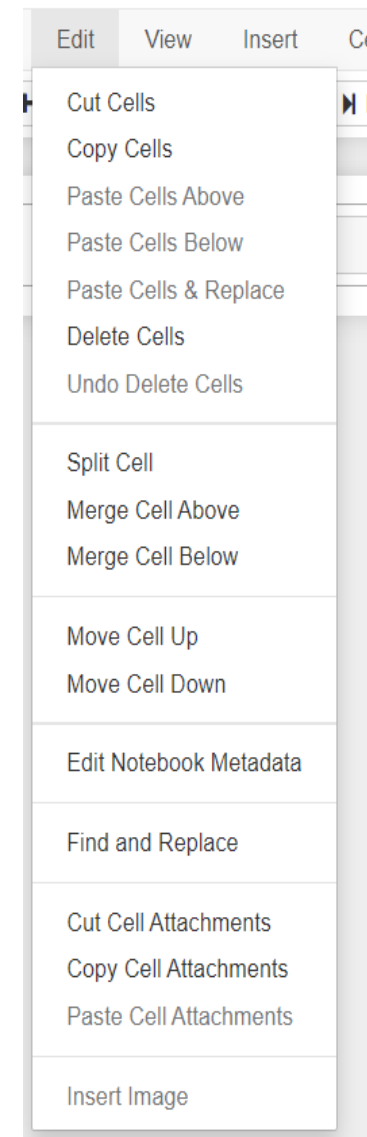 Edit View Insert
Cut Cells
Copy Cells
Paste Cells Above
Paste Cells Below
Paste Cells & Replace
Delete Cells
Undo Delete Cells
Split Cell
Merge Cell Above
Merge Cell Below
Move Cell Up
Move Cell Down
Edit Notebook Metadata
Find and Replace
Cut Cell Attachments
Copy Cell Attachments
Paste Cell Attachments
Insert Image